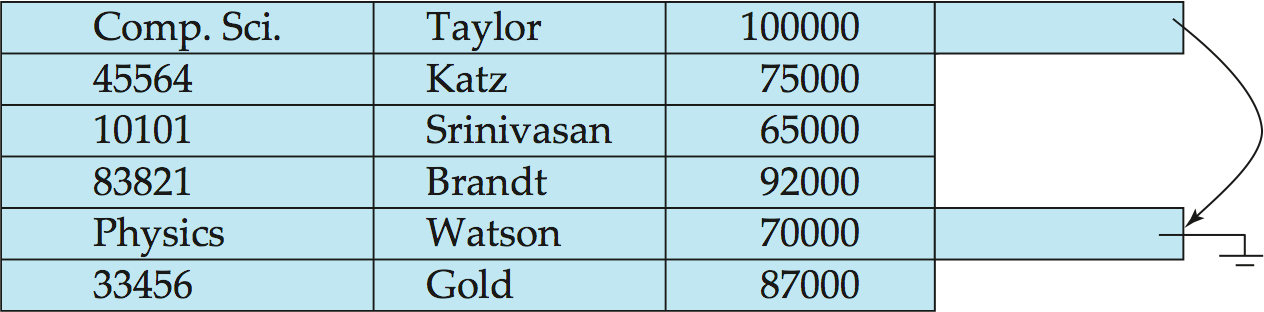 Comp. Sci. Taylor 100000
45564 Katz 75000
10101 Srinivasan 65000
83821 Brandt 92000
Physics Watson 70000
33456 Gold 87000